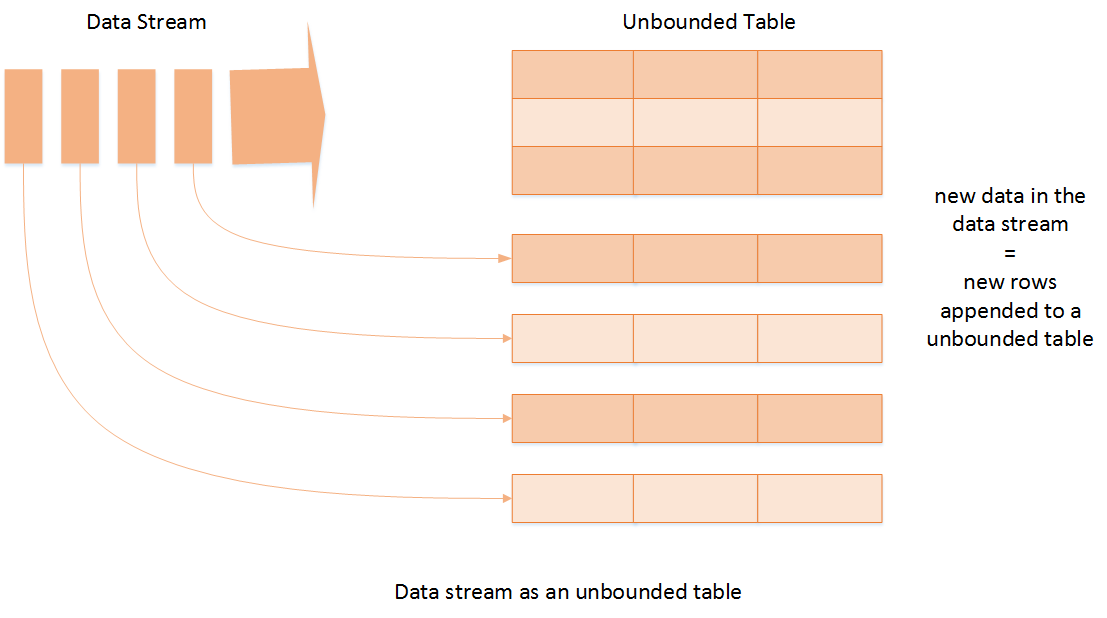 Data Stream
Unbounded Table
new data in the
data stream
=
new rows
appended to a
unbounded table
Data stream as an unbounded table